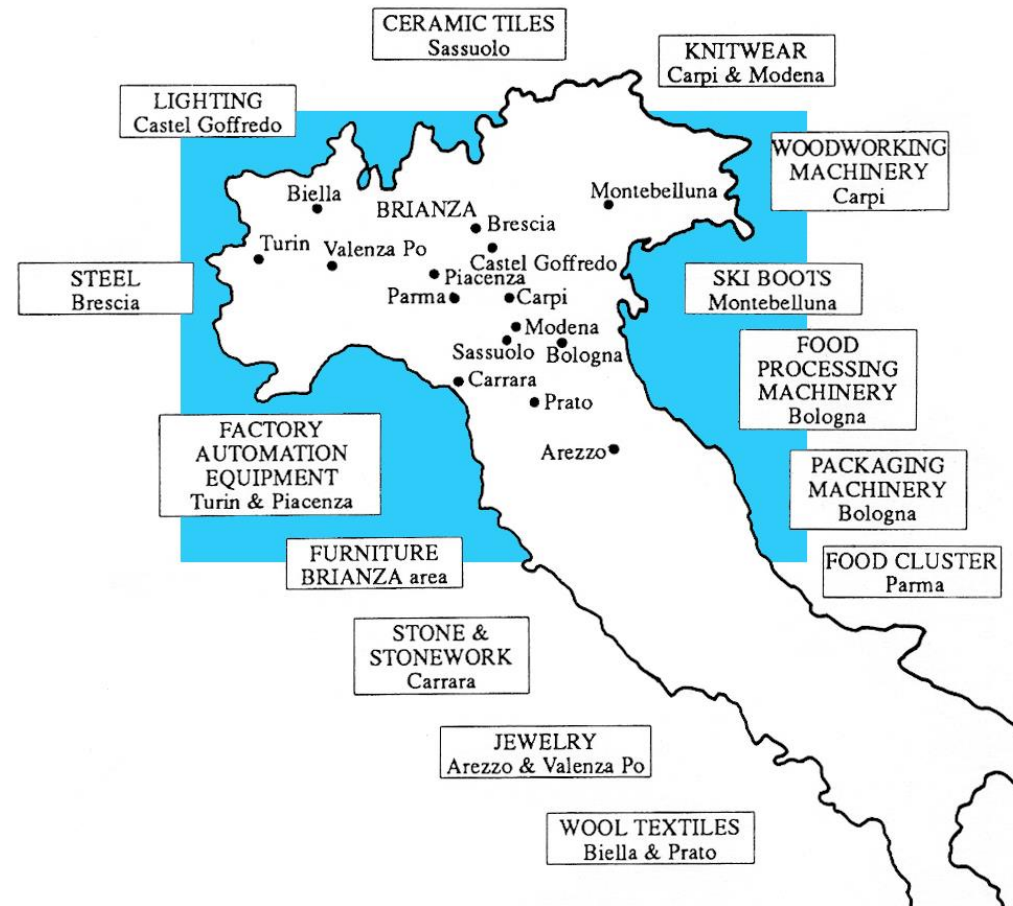 CERAMIC TILES
Sassuolo
KNITWEAR
Carpi & Modena
LIGHTING
Castel Goffredo
WOODWORKING
MACHINERY
Carpi
Biella
Montebelluna
BRIANZA
Brescia
Turin
Valenza Po
Castel Goffredo
STEEL
Brescia
Piacenza
SKI BOOTS
Montebelluna
Parma
Carpi
Modena
Sassuolo
Bologna
FOOD
PROCESSING
MACHINERY
Bologna
Carrara
Prato
FACTORY
AUTOMATION
EQUIPMENT
Turin & Piacenza
Arezzo
PACKAGING
MACHINERY
Bologna
FURNITURE
BRIANZA area
FOOD CLUSTER
Parma
STONE &
STONEWORK
Carrara
JEWELRY
Arezzo & Valenza Po
WOOL TEXTILES
Biella & Prato